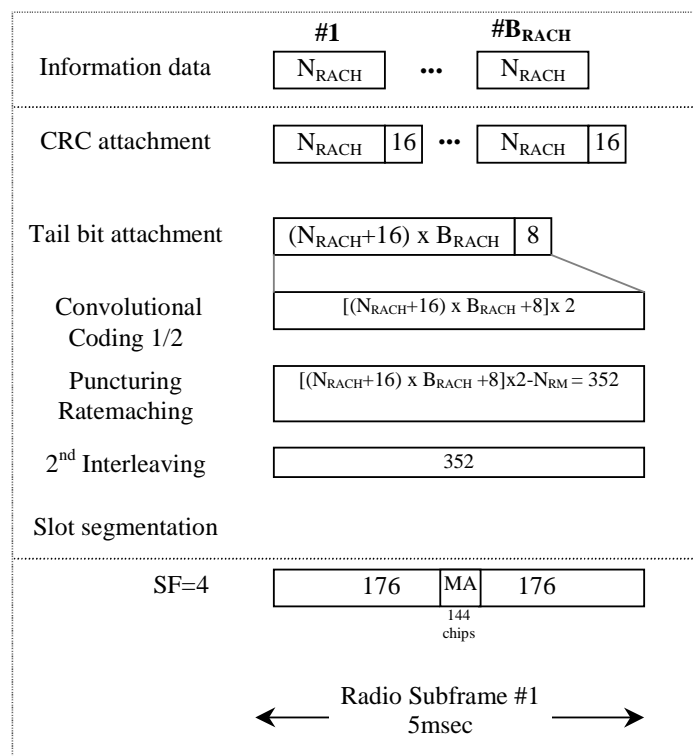 #1 #B_RACH
Information data N_RACH ... N_RACH
CRC attachment N_RACH 16 ... N_RACH 16
Tail bit attachment (N_RACH+16) x B_RACH 8
Convolutional
Coding 1/2
[(N_RACH+16) x B_RACH +8]x 2
Puncturing
Ratemaching
[(N_RACH+16) x B_RACH +8]x2-N_RM = 352
2nd Interleaving 352
Slot segmentation
SF=4 176 MA 176
144
chips
Radio Subframe #1
5msec